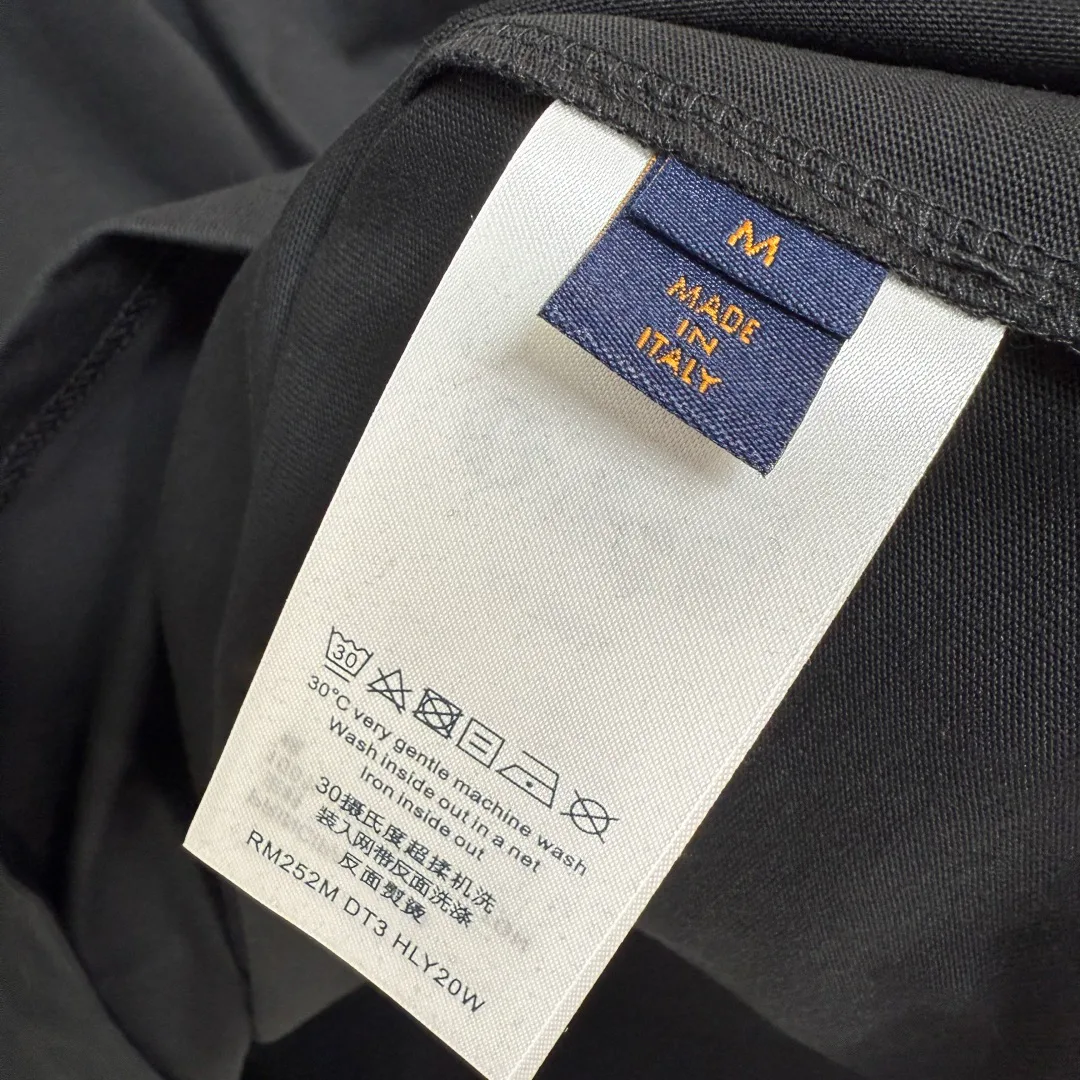 M
MADE
IN
ITALY
30
30°C very gentle machine wash
Wash inside out in a net
Iron inside out
30摄氏度超揉机洗
装入网带反面洗涤
反面熨烫
RM252M DT3 HLY20W